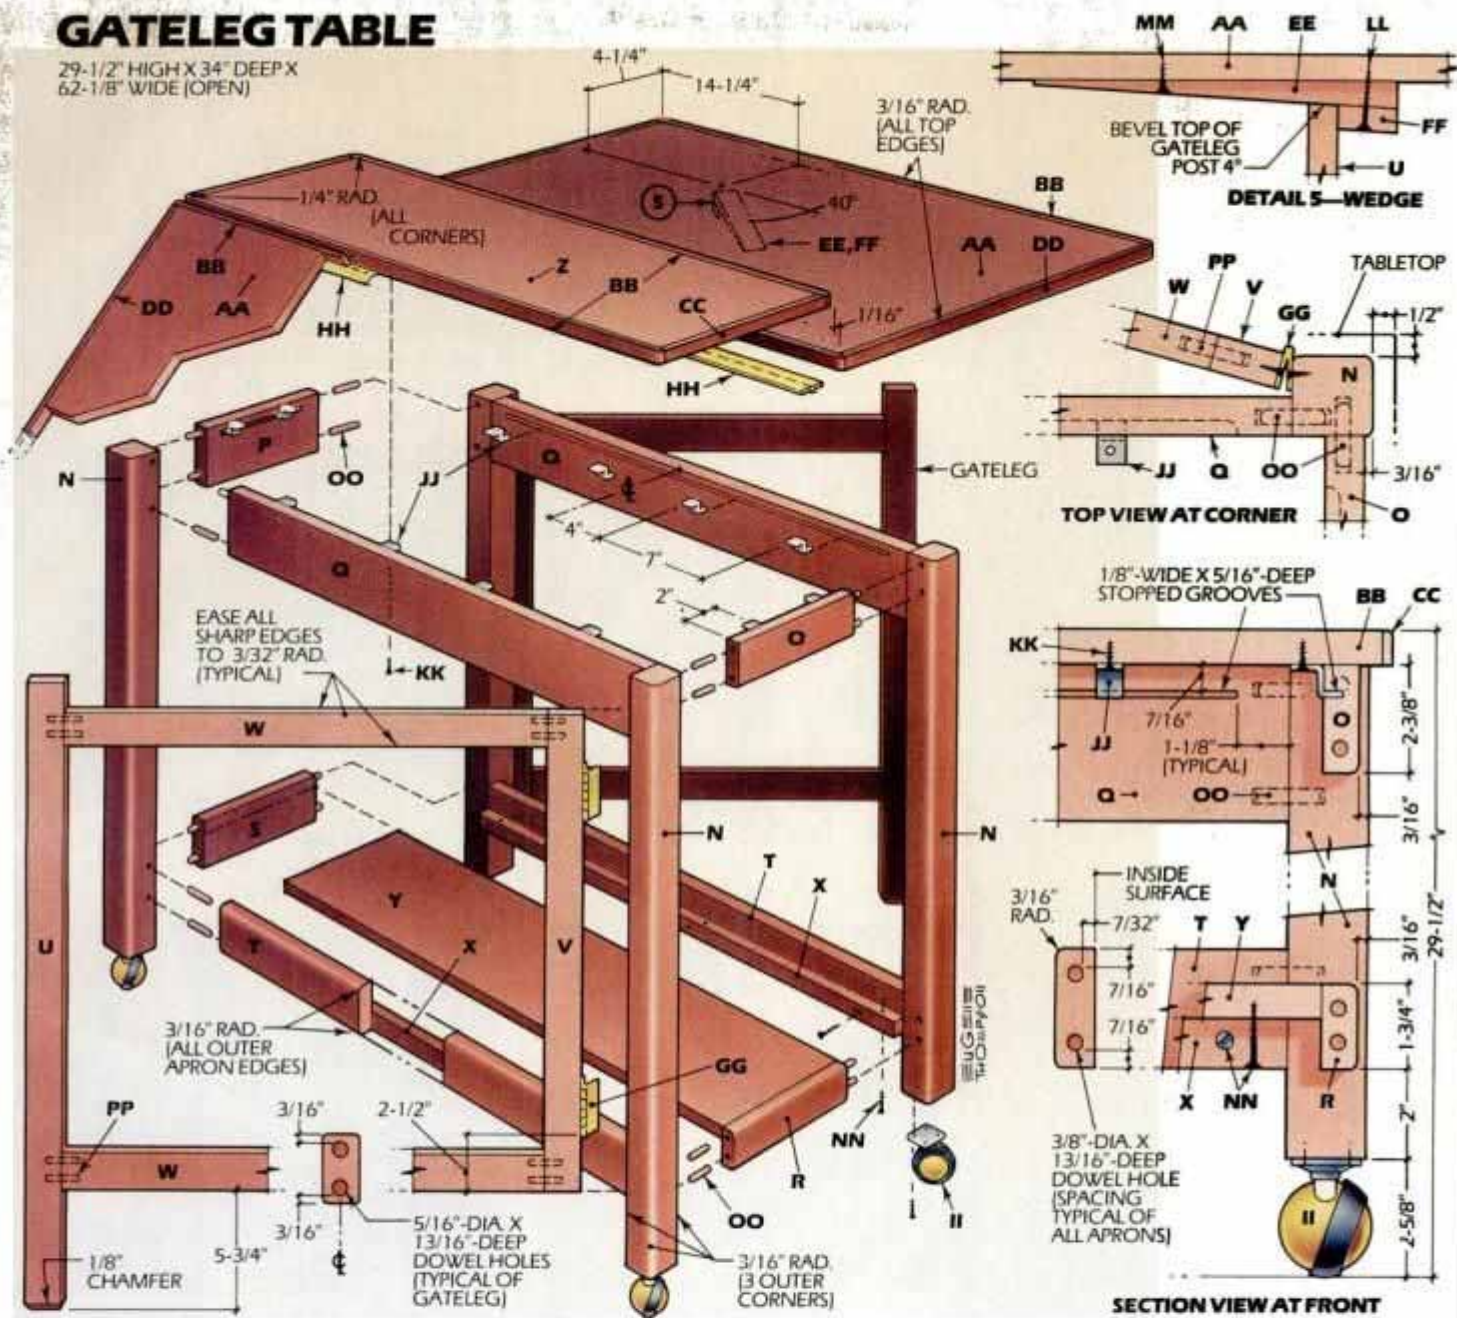 GATELEG TABLE
29-1/2" HIGH X 34" DEEP X
62-1/8" WIDE (OPEN)
4-1/4"
14-1/4"
3/16" RAD.
(ALL TOP
EDGES)
1/4" RAD.
(ALL
CORNERS)
5
40°
EE,FF
BB
AA
DD
BB
DD
AA
Z
BB
CC
1/16"
HH
HH
P
N
OO
JJ
Q
℄
4"
7"
GATELEG
Q
2"
O
EASE ALL
SHARP EDGES
TO 3/32" RAD.
(TYPICAL)
KK
W
S
N
N
T
X
Y
U
T
X
V
3/16" RAD.
(ALL OUTER
APRON EDGES)
GG
PP
3/16"
2-1/2"
NN
W
R
3/16"
OO
II
5-3/4"
℄
1/8"
CHAMFER
5/16"-DIA. X
13/16"-DEEP
DOWEL HOLES
(TYPICAL OF
GATELEG)
3/16" RAD.
(3 OUTER
CORNERS)
EUGENE
THOMPSON
MM
AA
EE
LL
BEVEL TOP OF
GATELEG
POST 4°
FF
U
DETAIL 5—WEDGE
TABLETOP
W
PP
V
GG
1/2"
N
JJ
Q
OO
3/16"
O
TOP VIEW AT CORNER
1/8"-WIDE X 5/16"-DEEP
STOPPED GROOVES
BB
CC
KK
7/16"
O
2-3/8"
JJ
1-1/8"
(TYPICAL)
Q
OO
3/16"
N
INSIDE
SURFACE
3/16"
RAD.
7/32"
T
Y
3/16"
29-1/2"
7/16"
7/16"
1-3/4"
X
NN
R
2"
3/8"-DIA. X
13/16"-DEEP
DOWEL HOLE
(SPACING
TYPICAL OF
ALL APRONS)
II
2-5/8"
SECTION VIEW AT FRONT